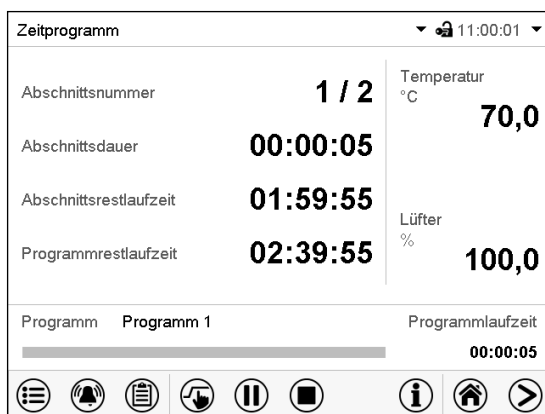 Zeitprogramm 11:00:01
Abschnittsnummer 1 / 2
Abschnittsdauer 00:00:05
Abschnittsrestlaufzeit 01:59:55
Programmrestlaufzeit 02:39:55
Temperatur
°C
70,0
Lüfter
%
100,0
Programm Programm 1 Programmlaufzeit
00:00:05